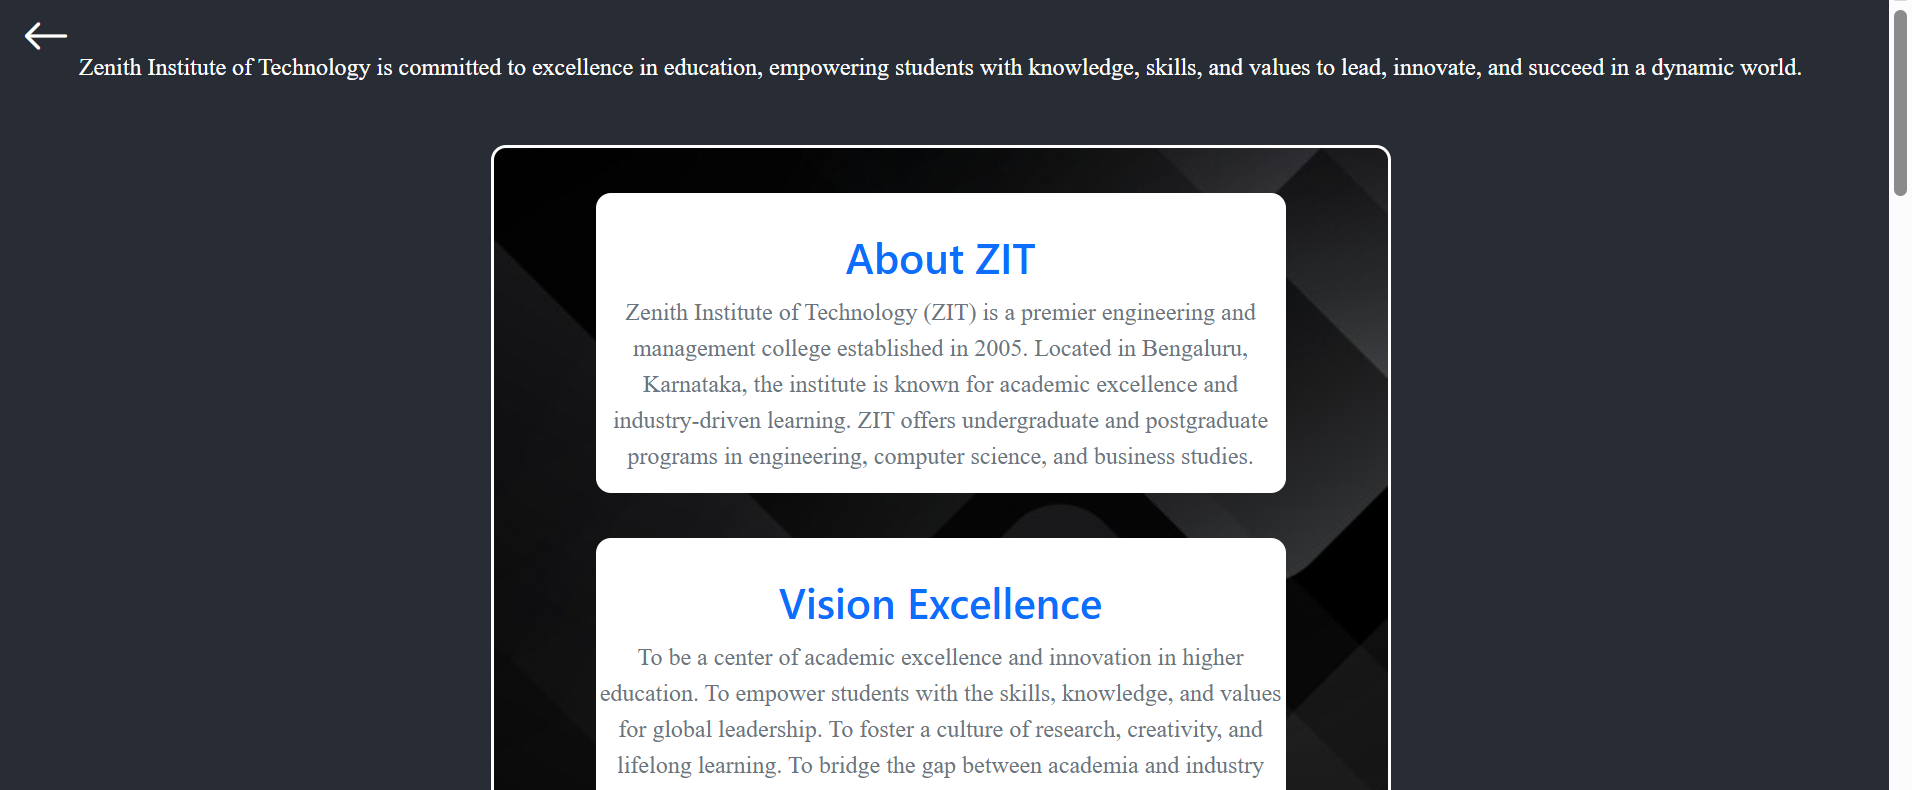 Zenith Institute of Technology is committed to excellence in education, empowering students with knowledge, skills, and values to lead, innovate, and succeed in a dynamic world.
About ZIT
Zenith Institute of Technology (ZIT) is a premier engineering and
management college established in 2005. Located in Bengaluru,
Karnataka, the institute is known for academic excellence and
industry-driven learning. ZIT offers undergraduate and postgraduate
programs in engineering, computer science, and business studies.
Vision Excellence
To be a center of academic excellence and innovation in higher
education. To empower students with the skills, knowledge, and values
for global leadership. To foster a culture of research, creativity, and
lifelong learning. To bridge the gap between academia and industry